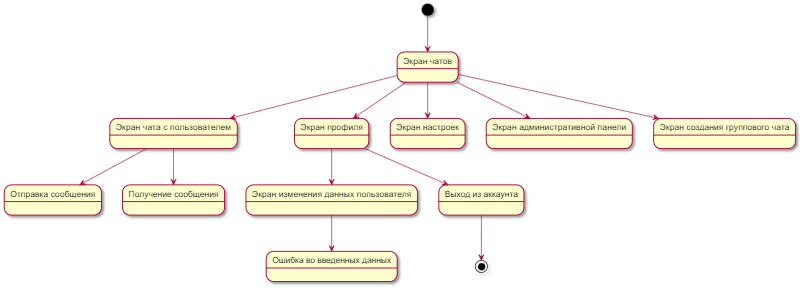 Экран чатов
Экран чата с пользователем
Экран профиля
Экран настроек
Экран административной панели
Экран создания группового чата
Отправка сообщения
Получение сообщения
Экран изменения данных пользователя
Выход из аккаунта
Ошибка во введенных данных